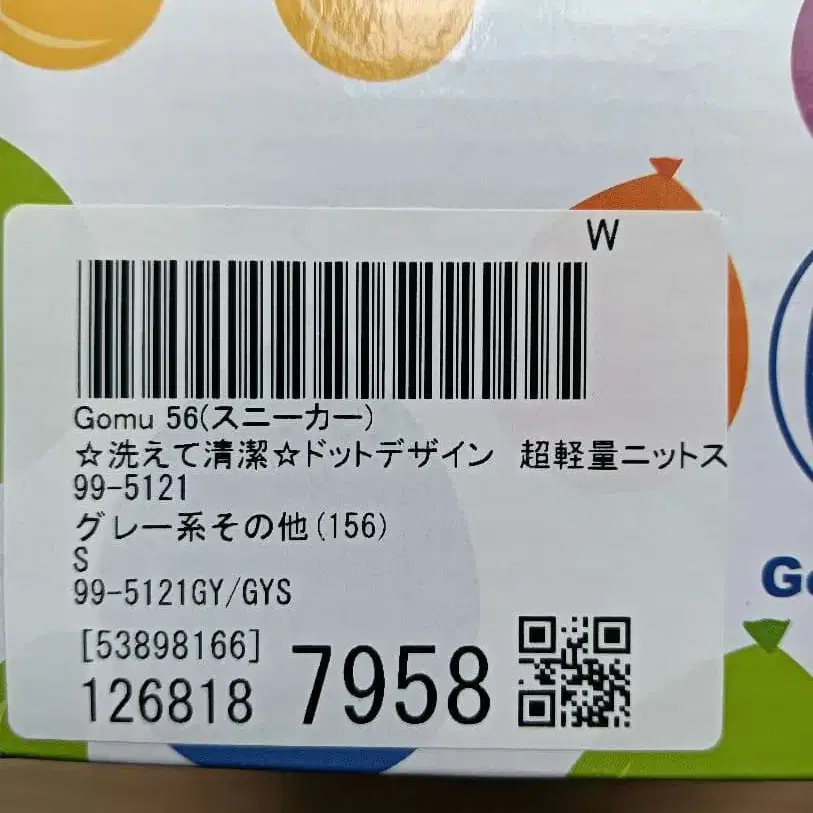 W
Gomu 56(スニーカー)
☆洗えて清潔☆ドットデザイン　超軽量ニットス
99-5121
グレー系その他(156)
S
99-5121GY/GYS
[53898166]
126818 7958